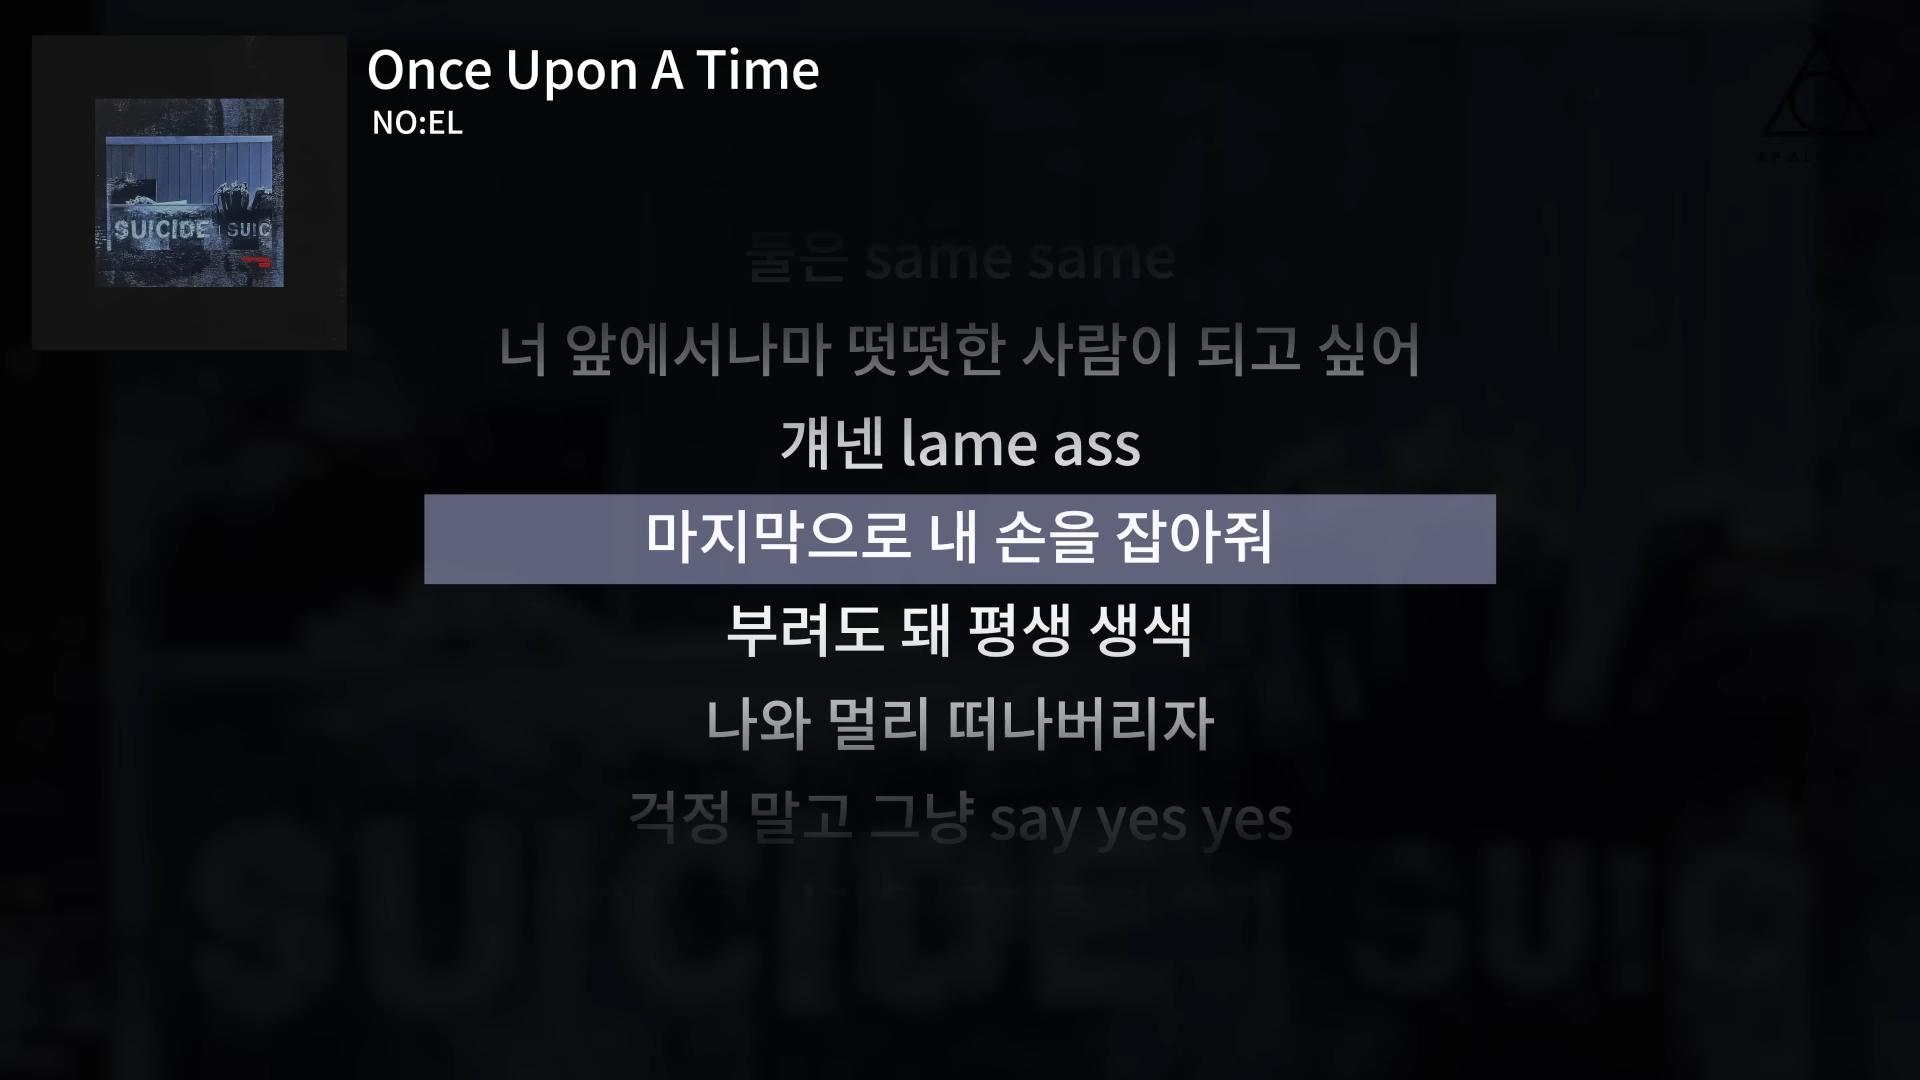 Once Upon A Time
NO:EL
SUICIDE SUIC
둘은 same same
너 앞에서나마 떳떳한 사람이 되고 싶어
걔넨 lame ass
마지막으로 내 손을 잡아줘
부려도 돼 평생 생색
나와 멀리 떠나버리자
걱정 말고 그냥 say yes yes
SUICIDE SUIC